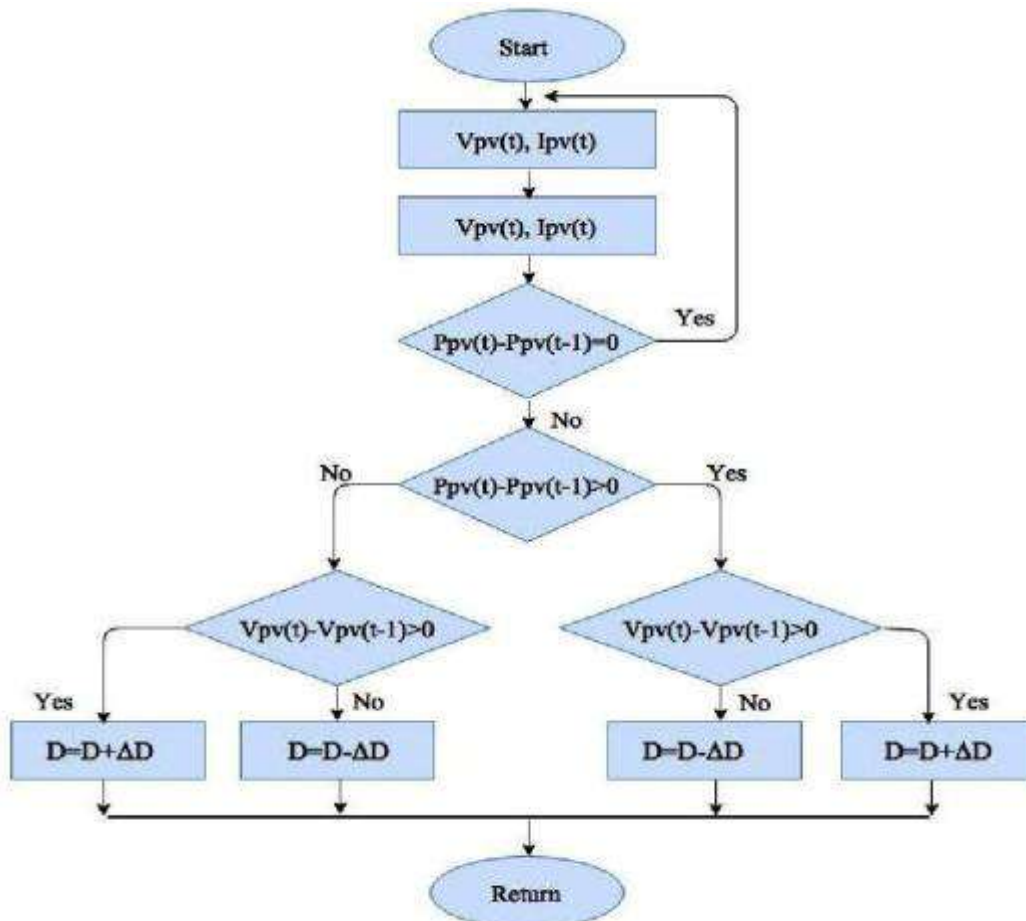 Start
Vpv(t), Ipv(t)
Vpv(t), Ipv(t)
Ppv(t)-Ppv(t-1)=0
Yes
No
Ppv(t)-Ppv(t-1)>0
No
Yes
Vpv(t)-Vpv(t-1)>0
Vpv(t)-Vpv(t-1)>0
Yes
No
No
Yes
D=D+ΔD
D=D-ΔD
D=D-ΔD
D=D+ΔD
Return